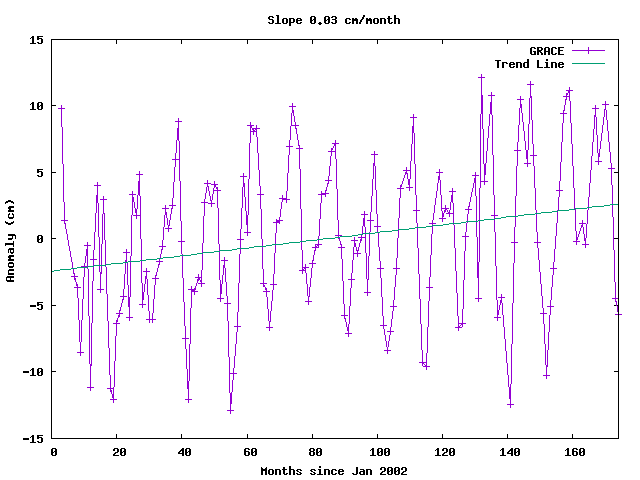 Slope 0.03 cm/month
15
GRACE
Trend Line
10
5
0
-5
-10
-15
Anomaly (cm)
0 20 40 60 80 100 120 140 160
Months since Jan 2002